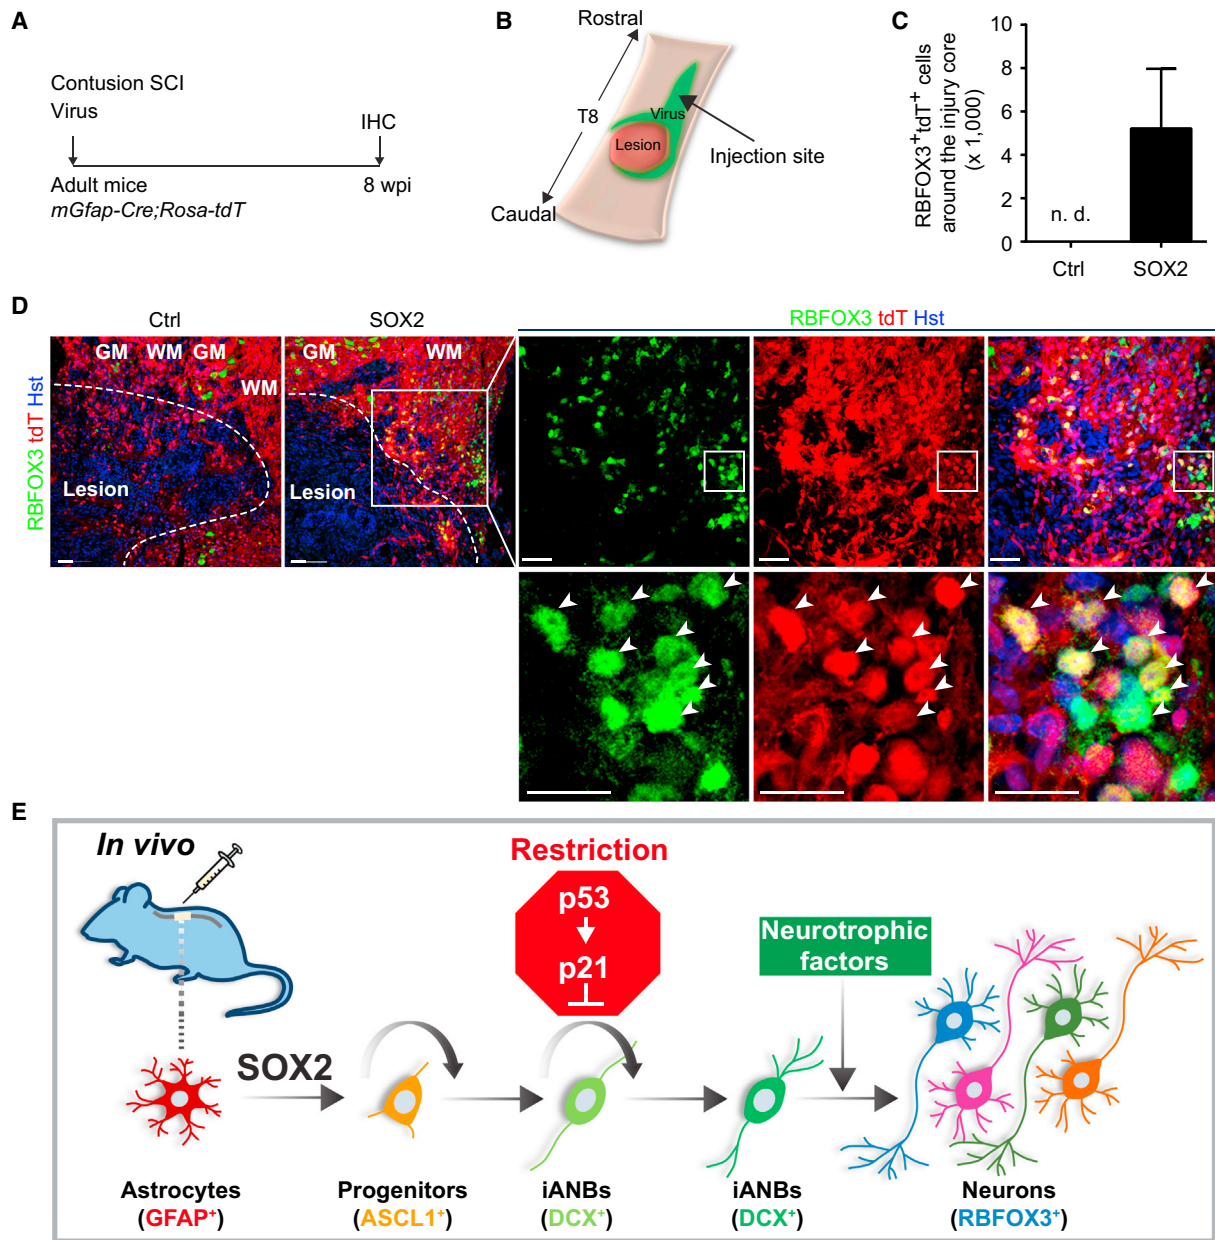 A
Contusion SCI
Virus
IHC
Adult mice
8 wpi
mGfap-Cre;Rosa-tdT
B
Rostral
T8
Virus
Lesion
Injection site
Caudal
C
RBFOX3⁺tdT⁺ cells
around the injury core
(x 1,000)
10
8
6
4
2
0
n. d.
Ctrl
SOX2
D
Ctrl
SOX2
RBFOX3 tdT Hst
RBFOX3 tdT Hst
GM
WM
GM
WM
Lesion
GM
WM
Lesion
E
In vivo
Restriction
p53
p21
Neurotrophic
factors
SOX2
Astrocytes
(GFAP⁺)
Progenitors
(ASCL1⁺)
iANBs
(DCX⁺)
iANBs
(DCX⁺)
Neurons
(RBFOX3⁺)